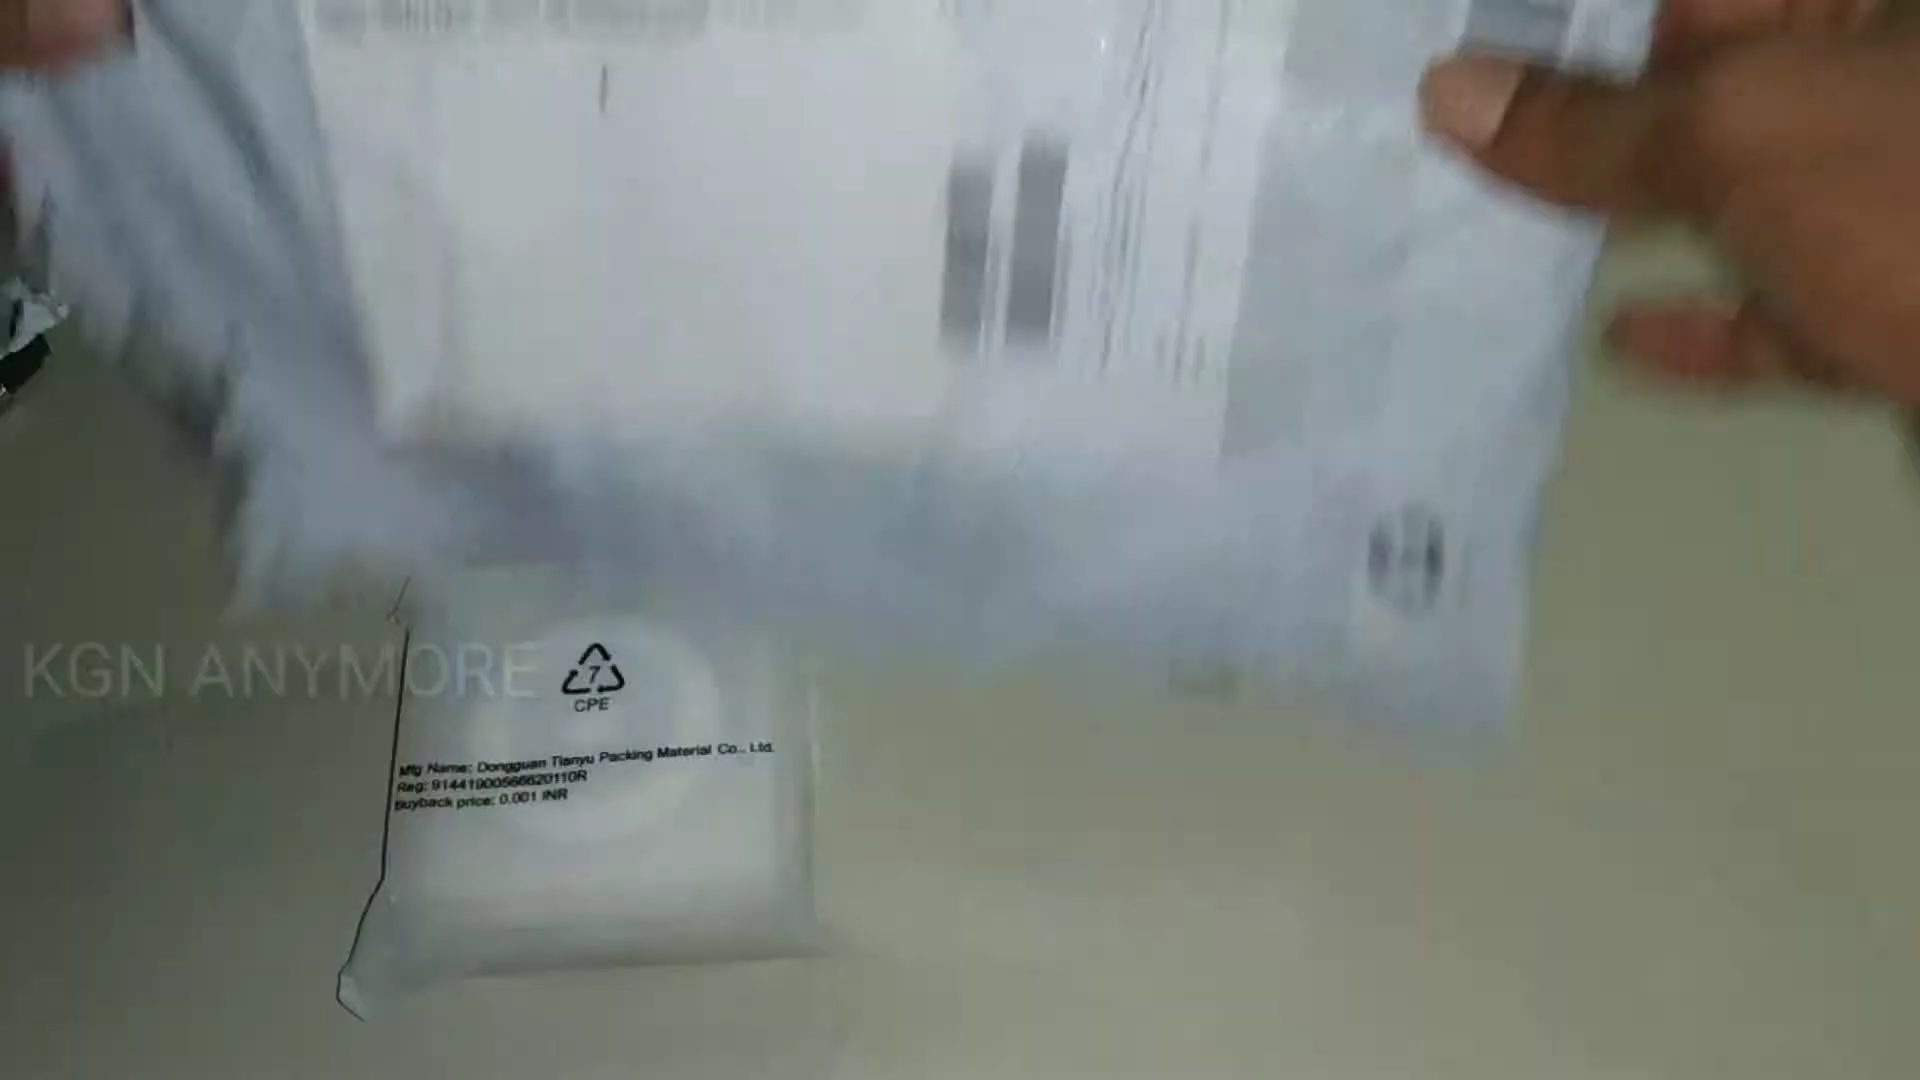 KGN ANYMORE
7
CPE
Mfg Name: Dongguan Tianyu Packing Material Co., Ltd.
Reg: 91441900566620110R
Buyback price: 0.001 INR